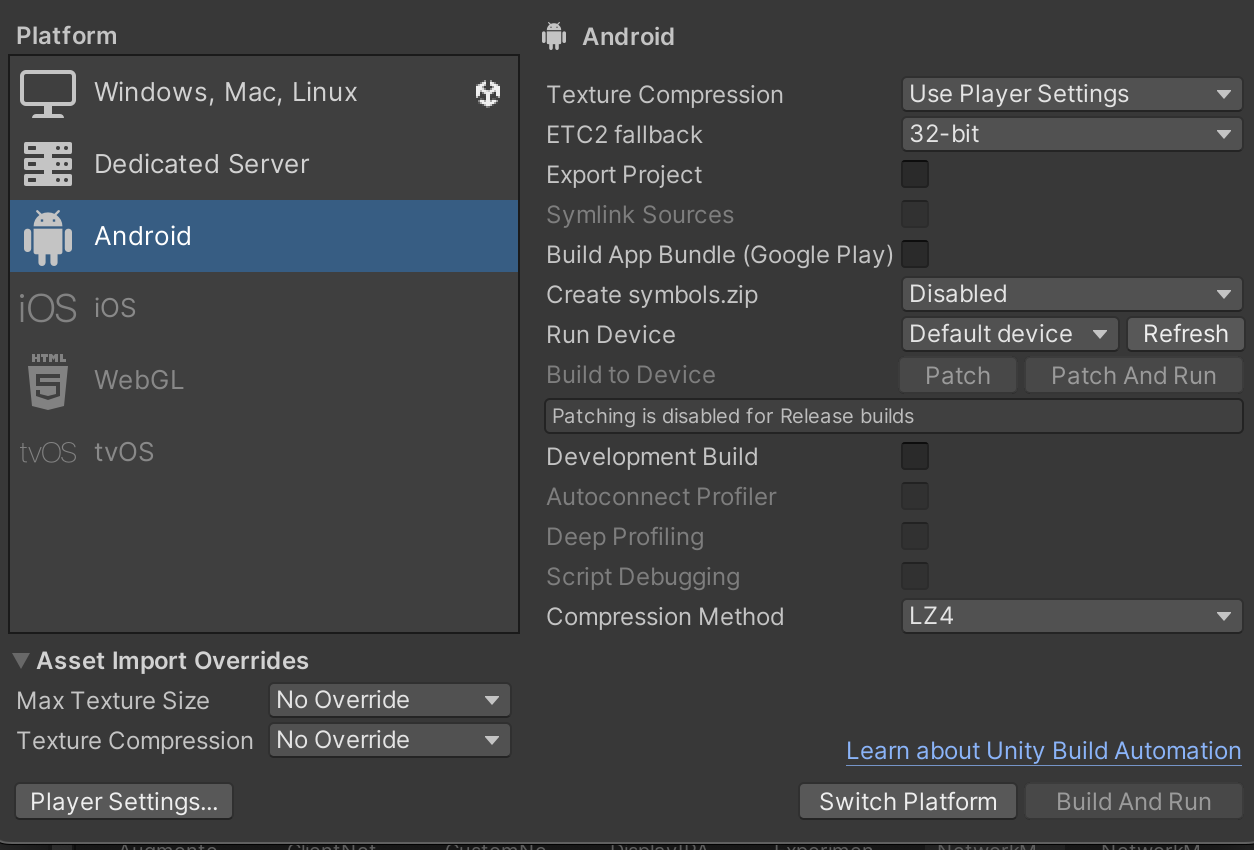 Platform
Windows, Mac, Linux
Dedicated Server
Android
iOS iOS
HTML
5 WebGL
tvOS tvOS
Asset Import Overrides
Max Texture Size No Override
Texture Compression No Override
Player Settings...
Android
Texture Compression Use Player Settings
ETC2 fallback 32-bit
Export Project
Symlink Sources
Build App Bundle (Google Play)
Create symbols.zip Disabled
Run Device Default device Refresh
Build to Device Patch Patch And Run
Patching is disabled for Release builds
Development Build
Autoconnect Profiler
Deep Profiling
Script Debugging
Compression Method LZ4
Learn about Unity Build Automation
Switch Platform Build And Run